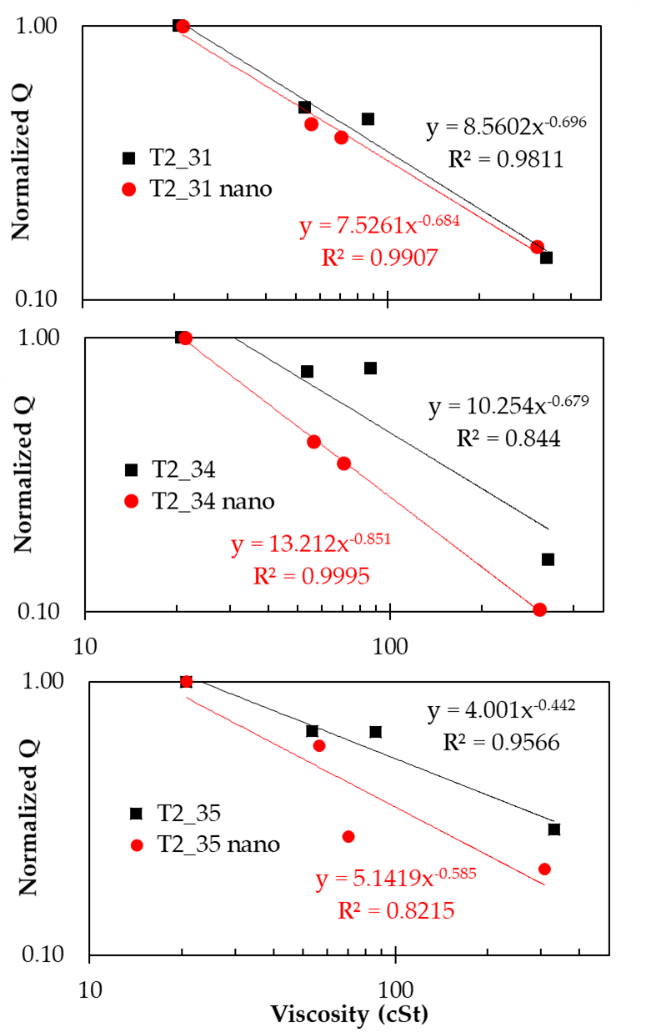 1.00
Normalized Q
y = 8.5602x^-0.696
R² = 0.9811
T2_31
T2_31 nano
y = 7.5261x^-0.684
R² = 0.9907
0.10
1.00
Normalized Q
y = 10.254x^-0.679
R² = 0.844
T2_34
T2_34 nano
y = 13.212x^-0.851
R² = 0.9995
0.10
10 100
1.00
Normalized Q
y = 4.001x^-0.442
R² = 0.9566
T2_35
T2_35 nano
y = 5.1419x^-0.585
R² = 0.8215
0.10
10 100
Viscosity (cSt)